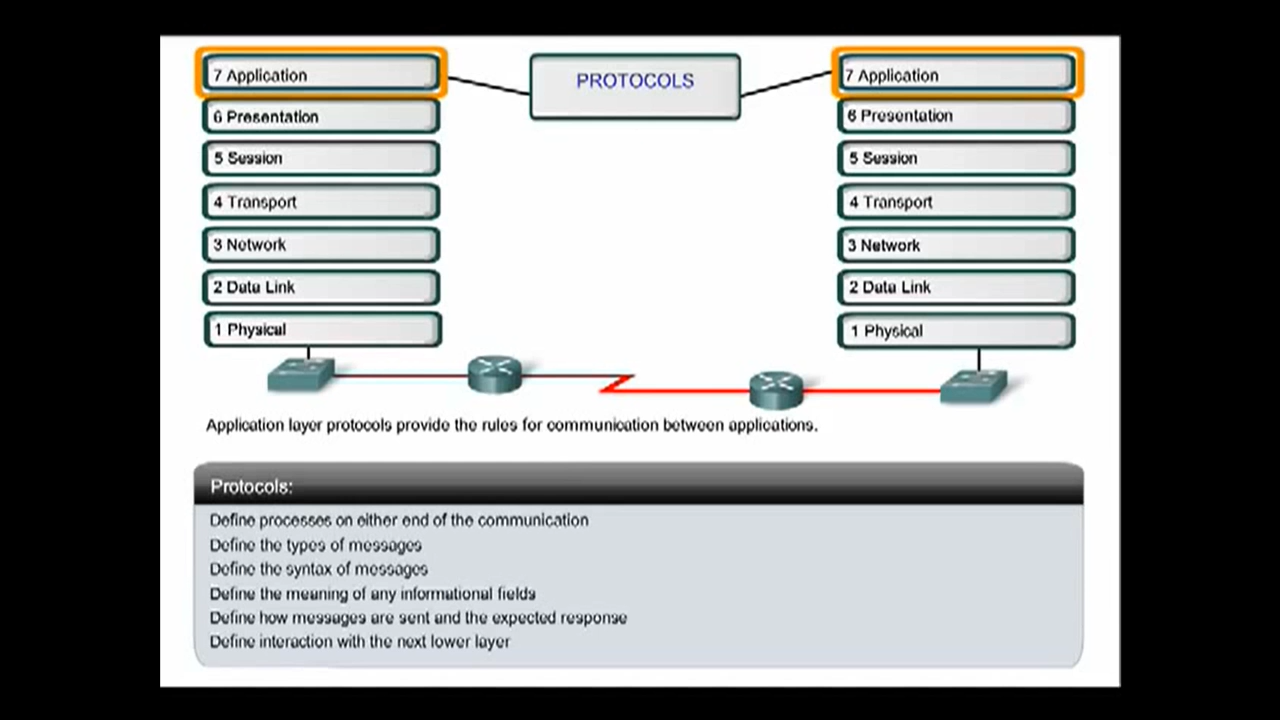 PROTOCOLS
7 Application
6 Presentation
5 Session
4 Transport
3 Network
2 Data Link
1 Physical
7 Application
6 Presentation
5 Session
4 Transport
3 Network
2 Data Link
1 Physical
Application layer protocols provide the rules for communication between applications.
Protocols:
Define processes on either end of the communication
Define the types of messages
Define the syntax of messages
Define the meaning of any informational fields
Define how messages are sent and the expected response
Define interaction with the next lower layer